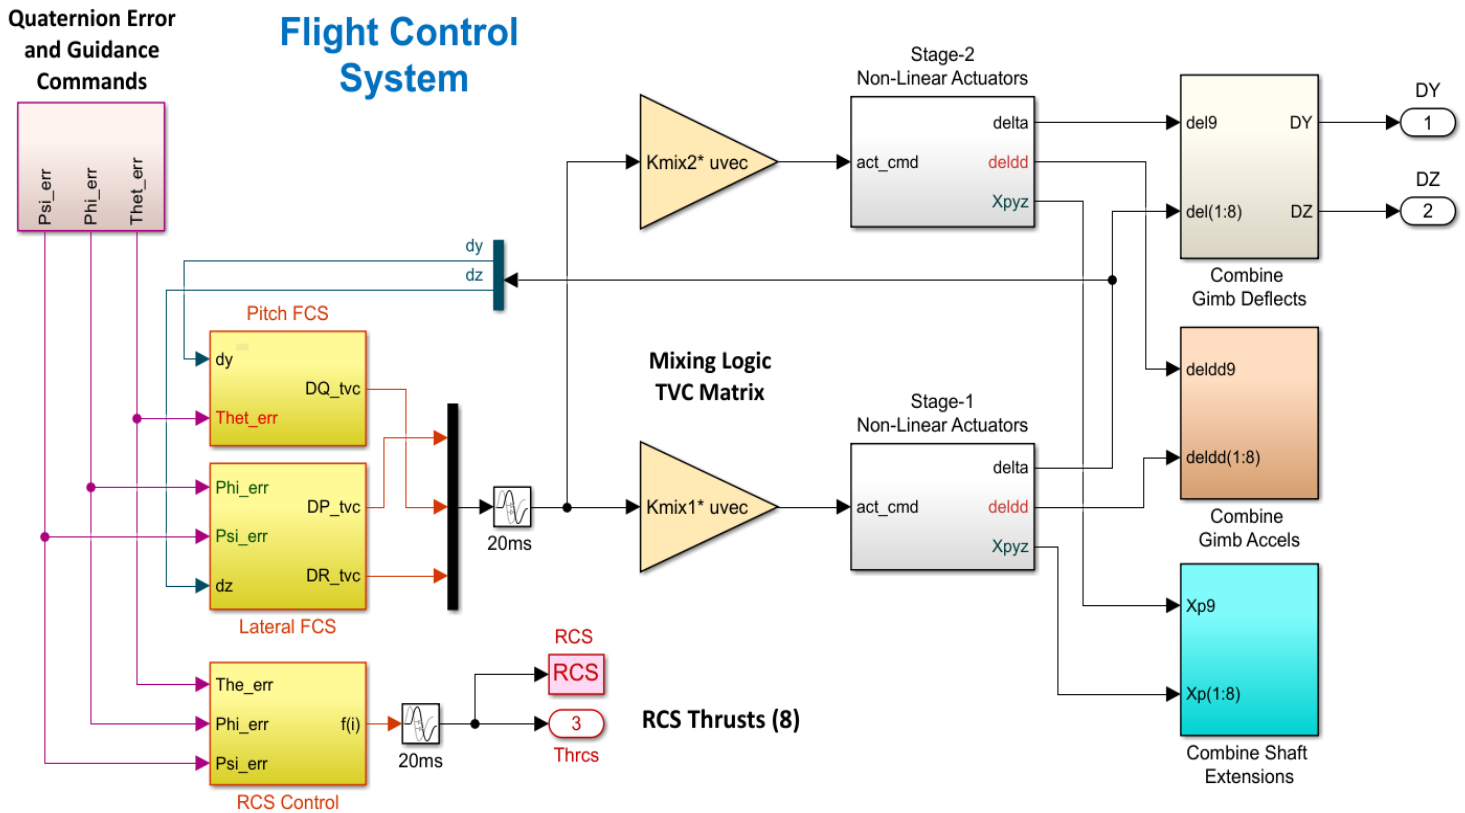 Quaternion Error
and Guidance
Commands
Flight Control
System
Psi_err
Phi_err
Thet_err
Stage-2
Non-Linear Actuators
Kmix2* uvec
act_cmd
delta
deldd
Xpyz
del9
del(1:8)
DY
DZ
Combine
Gimb Deflects
DY
1
DZ
2
dy
dz
Pitch FCS
dy
Thet_err
DQ_tvc
Phi_err
Psi_err
dz
DP_tvc
DR_tvc
Lateral FCS
20ms
Mixing Logic
TVC Matrix
Kmix1* uvec
Stage-1
Non-Linear Actuators
act_cmd
delta
deldd
Xpyz
deldd9
deldd(1:8)
Combine
Gimb Accels
Xp9
Xp(1:8)
Combine Shaft
Extensions
The_err
Phi_err
Psi_err
f(i)
RCS Control
20ms
RCS
RCS
3
Thrcs
RCS Thrusts (8)